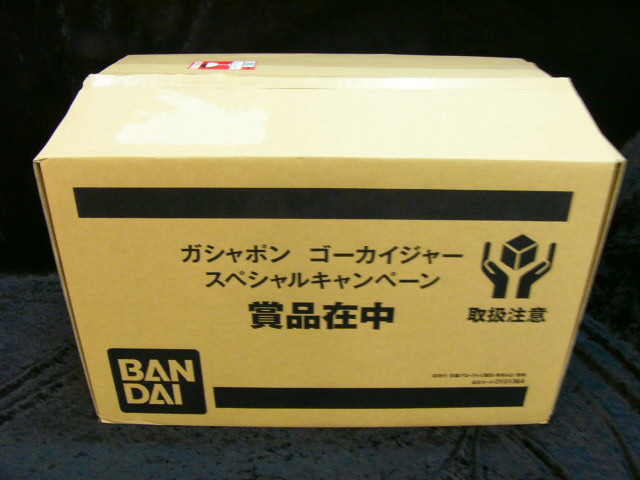 ガシャポン ゴーカイジャー
スペシャルキャンペーン
賞品在中
取扱注意
BAN
DAI